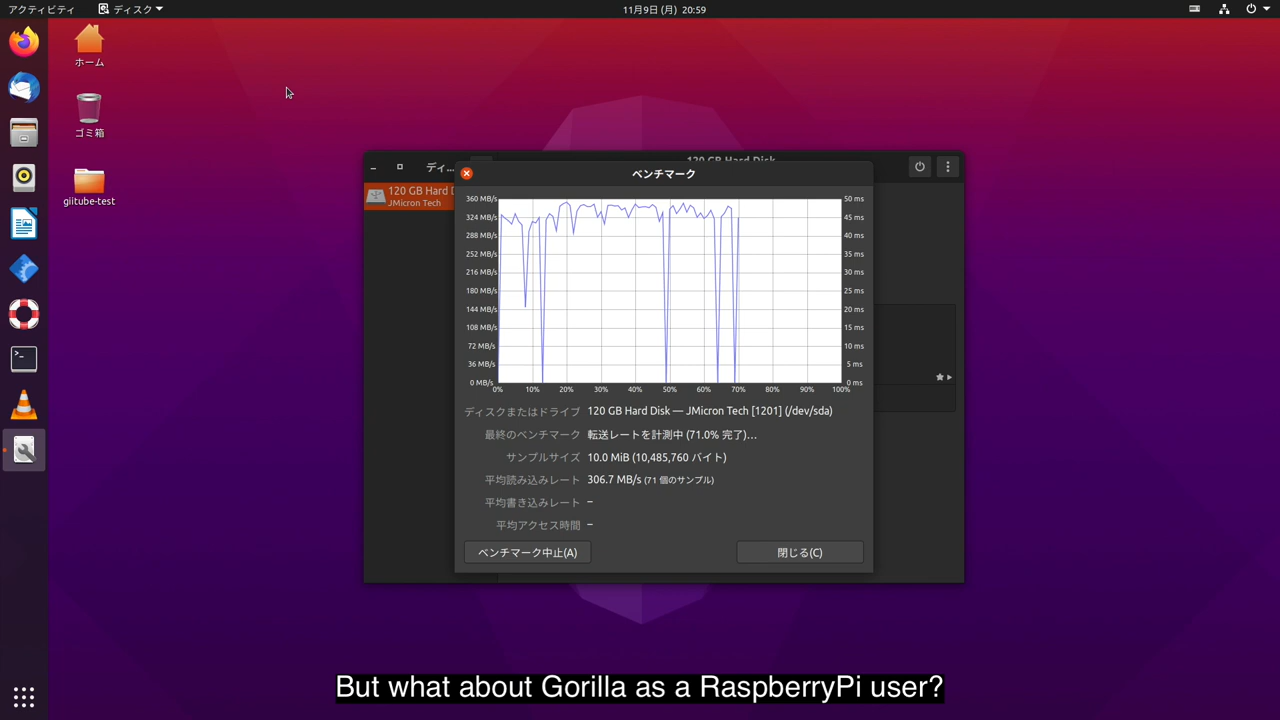 アクティビティ
ディスク
11月9日 (月) 20:59
ホーム
ゴミ箱
giitube-test
ディ…
120 GB Hard Disk
120 GB Hard D
JMicron Tech
ベンチマーク
360 MB/s
324 MB/s
288 MB/s
252 MB/s
216 MB/s
180 MB/s
144 MB/s
108 MB/s
72 MB/s
36 MB/s
0 MB/s
50 ms
45 ms
40 ms
35 ms
30 ms
25 ms
20 ms
15 ms
10 ms
5 ms
0 ms
0% 10% 20% 30% 40% 50% 60% 70% 80% 90% 100%
ディスクまたはドライブ 120 GB Hard Disk — JMicron Tech [1201] (/dev/sda)
最終のベンチマーク 転送レートを計測中 (71.0% 完了)…
サンプルサイズ 10.0 MiB (10,485,760 バイト)
平均読み込みレート 306.7 MB/s (71 個のサンプル)
平均書き込みレート –
平均アクセス時間 –
ベンチマーク中止(A)
閉じる(C)
But what about Gorilla as a RaspberryPi user?